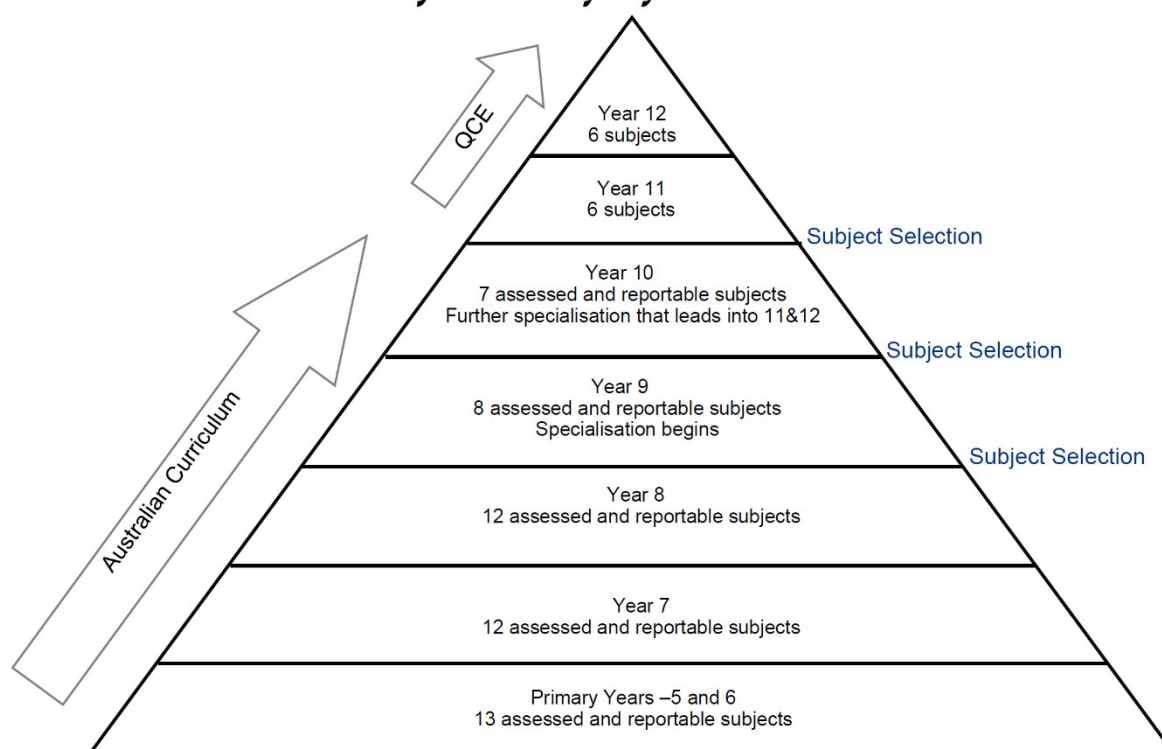 QCE
Year 12
6 subjects
Year 11
6 subjects
Subject Selection
Year 10
7 assessed and reportable subjects
Further specialisation that leads into 11&12
Subject Selection
Year 9
8 assessed and reportable subjects
Specialisation begins
Subject Selection
Australian Curriculum
Year 8
12 assessed and reportable subjects
Year 7
12 assessed and reportable subjects
Primary Years –5 and 6
13 assessed and reportable subjects